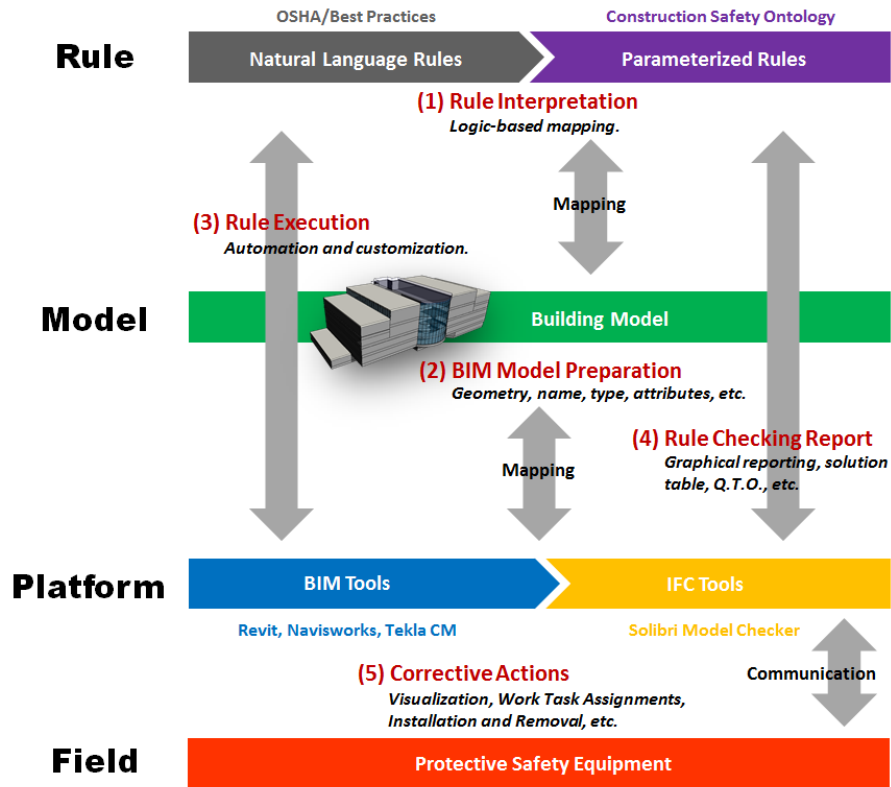 OSHA/Best Practices
Construction Safety Ontology
Rule
Natural Language Rules
Parameterized Rules
(1) Rule Interpretation
Logic-based mapping.
Mapping
(3) Rule Execution
Automation and customization.
Model
Building Model
(2) BIM Model Preparation
Geometry, name, type, attributes, etc.
(4) Rule Checking Report
Graphical reporting, solution
table, Q.T.O., etc.
Mapping
Platform
BIM Tools
IFC Tools
Revit, Navisworks, Tekla CM
Solibri Model Checker
(5) Corrective Actions
Visualization, Work Task Assignments,
Installation and Removal, etc.
Communication
Field
Protective Safety Equipment